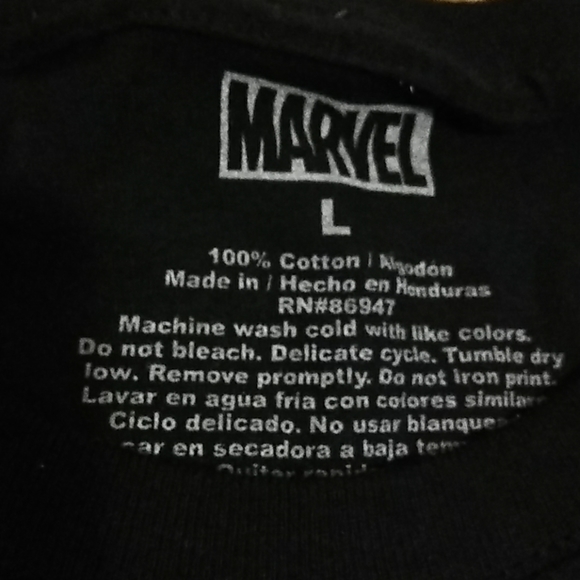 MARVEL
L
100% Cotton / Algodón
Made in / Hecho en Honduras
RN#86947
Machine wash cold with like colors.
Do not bleach. Delicate cycle. Tumble dry
low. Remove promptly. Do not iron print.
Lavar en agua fría con colores
Ciclo delicado. No usar
en secadora a baja